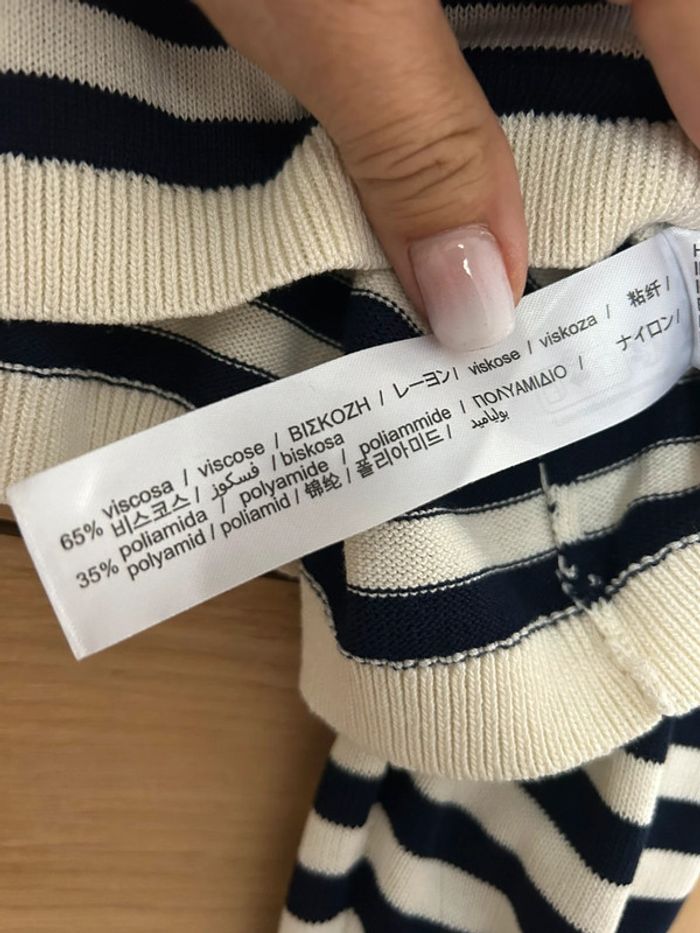 65% viscosa / viscose / ΒΙΣΚΟΖΗ / レーヨン/ viskose / viskoza / 粘纤 /
비스코스 / فسكوز / biskosa
35% poliamida / polyamide / poliammide / ΠΟΛΥΑΜΙΔΙΟ / ナイロン/
polyamid / poliamid / 锦纶 / 폴리아미드 / بولياميد